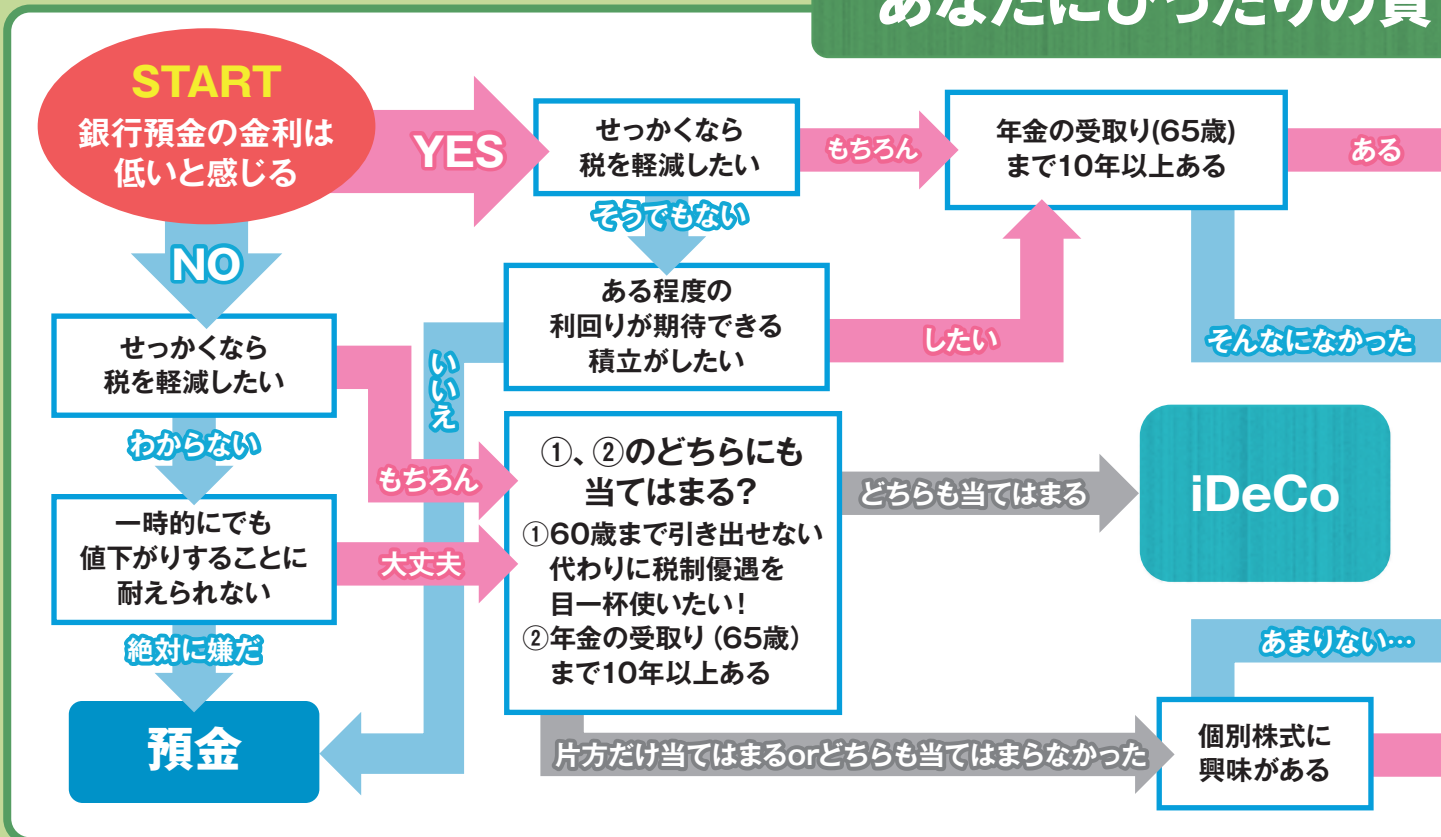 あなたにぴったりの資
START
銀行預金の金利は
低いと感じる
YES
せっかくなら
税を軽減したい
もちろん
年金の受取り(65歳)
まで10年以上ある
ある
そうでもない
NO
ある程度の
利回りが期待できる
積立がしたい
したい
そんなになかった
せっかくなら
税を軽減したい
いいえ
わからない
もちろん
①、②のどちらにも
当てはまる?
①60歳まで引き出せない
代わりに税制優遇を
目一杯使いたい!
②年金の受取り(65歳)
まで10年以上ある
どちらも当てはまる
iDeCo
一時的にでも
値下がりすることに
耐えられない
大丈夫
絶対に嫌だ
預金
あまりない…
片方だけ当てはまるorどちらも当てはまらなかった
個別株式に
興味がある